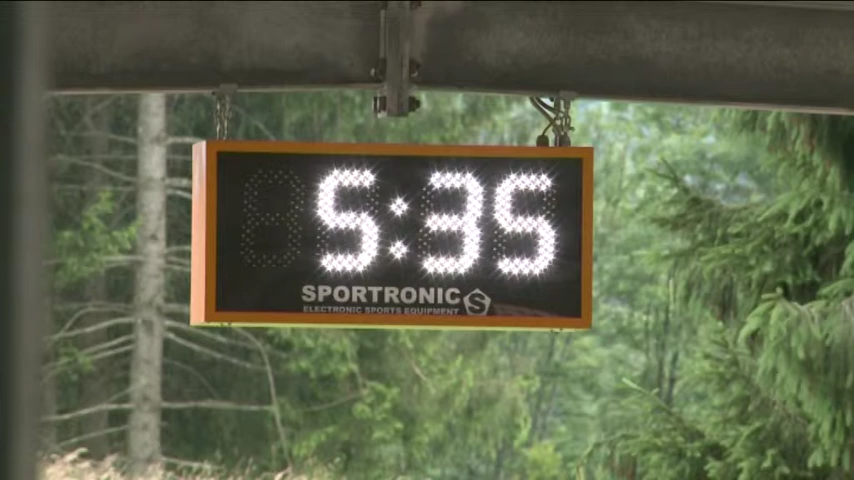 5:35
SPORTRONIC S
ELECTRONIC SPORTS EQUIPMENT